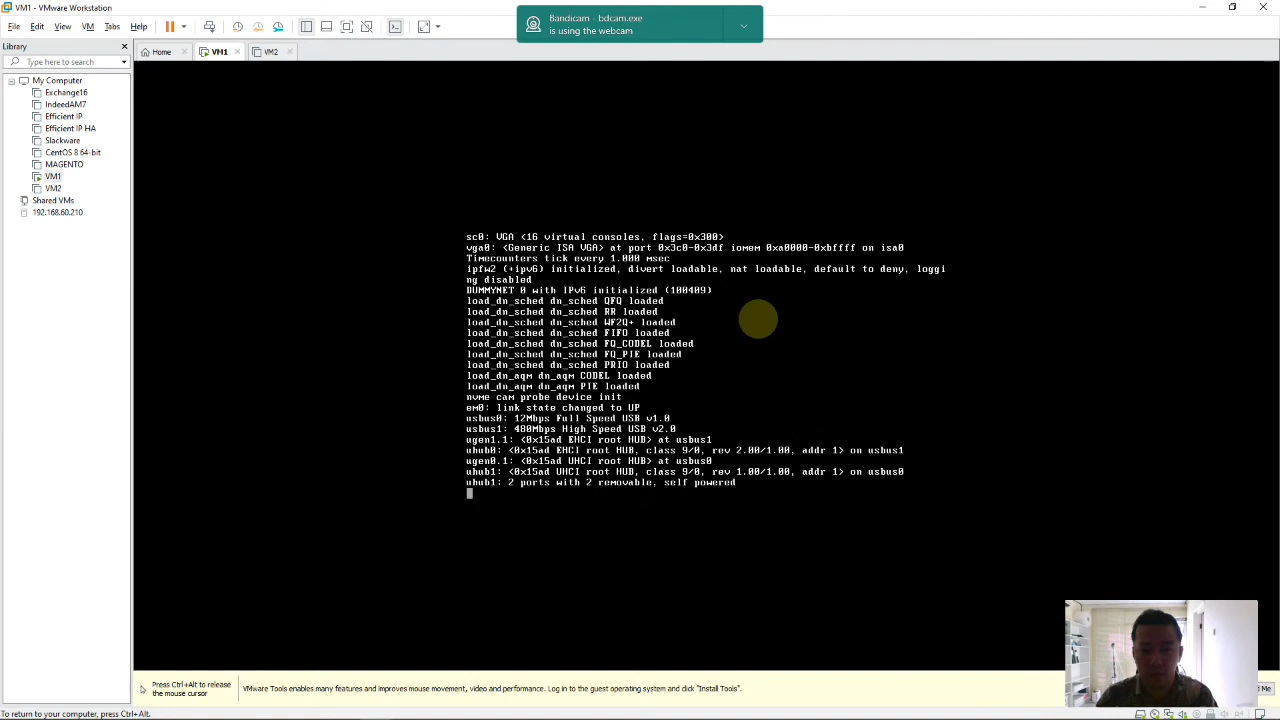 VM1 - VMware Workstation
Bandicam - bdcam.exe
is using the webcam
File Edit View VM Tabs Help
Library
Home VM1 VM2
Type here to search
My Computer
Exchange16
IndeedAM7
Efficient IP
Efficient IP HA
Slackware
CentOS 8 64-bit
MAGENTO
VM1
VM2
Shared VMs
192.168.60.210
sc0: VGA <16 virtual consoles, flags=0x300>
vga0: <Generic ISA VGA> at port 0x3c0-0x3df iomem 0xa0000-0xbffff on isa0
Timecounters tick every 1.000 msec
ipfw2 (+ipv6) initialized, divert loadable, nat loadable, default to deny, loggi
ng disabled
DUMMYNET 0 with IPv6 initialized (100409)
load_dn_sched dn_sched QFQ loaded
load_dn_sched dn_sched RR loaded
load_dn_sched dn_sched WF2Q+ loaded
load_dn_sched dn_sched FIFO loaded
load_dn_sched dn_sched FQ_CODEL loaded
load_dn_sched dn_sched FQ_PIE loaded
load_dn_sched dn_sched PRIO loaded
load_dn_aqm dn_aqm CODEL loaded
load_dn_aqm dn_aqm PIE loaded
nvme cam probe device init
em0: link state changed to UP
usbus0: 12Mbps Full Speed USB v1.0
usbus1: 480Mbps High Speed USB v2.0
ugen1.1: <0x15ad EHCI root HUB> at usbus1
uhub0: <0x15ad EHCI root HUB, class 9/0, rev 2.00/1.00, addr 1> on usbus1
ugen0.1: <0x15ad UHCI root HUB> at usbus0
uhub1: <0x15ad UHCI root HUB, class 9/0, rev 1.00/1.00, addr 1> on usbus0
uhub1: 2 ports with 2 removable, self powered
Press Ctrl+Alt to release
the mouse cursor
VMware Tools enables many features and improves mouse movement, video and performance. Log in to the guest operating system and click "Install Tools".
Me
To return to your computer, press Ctrl+Alt.